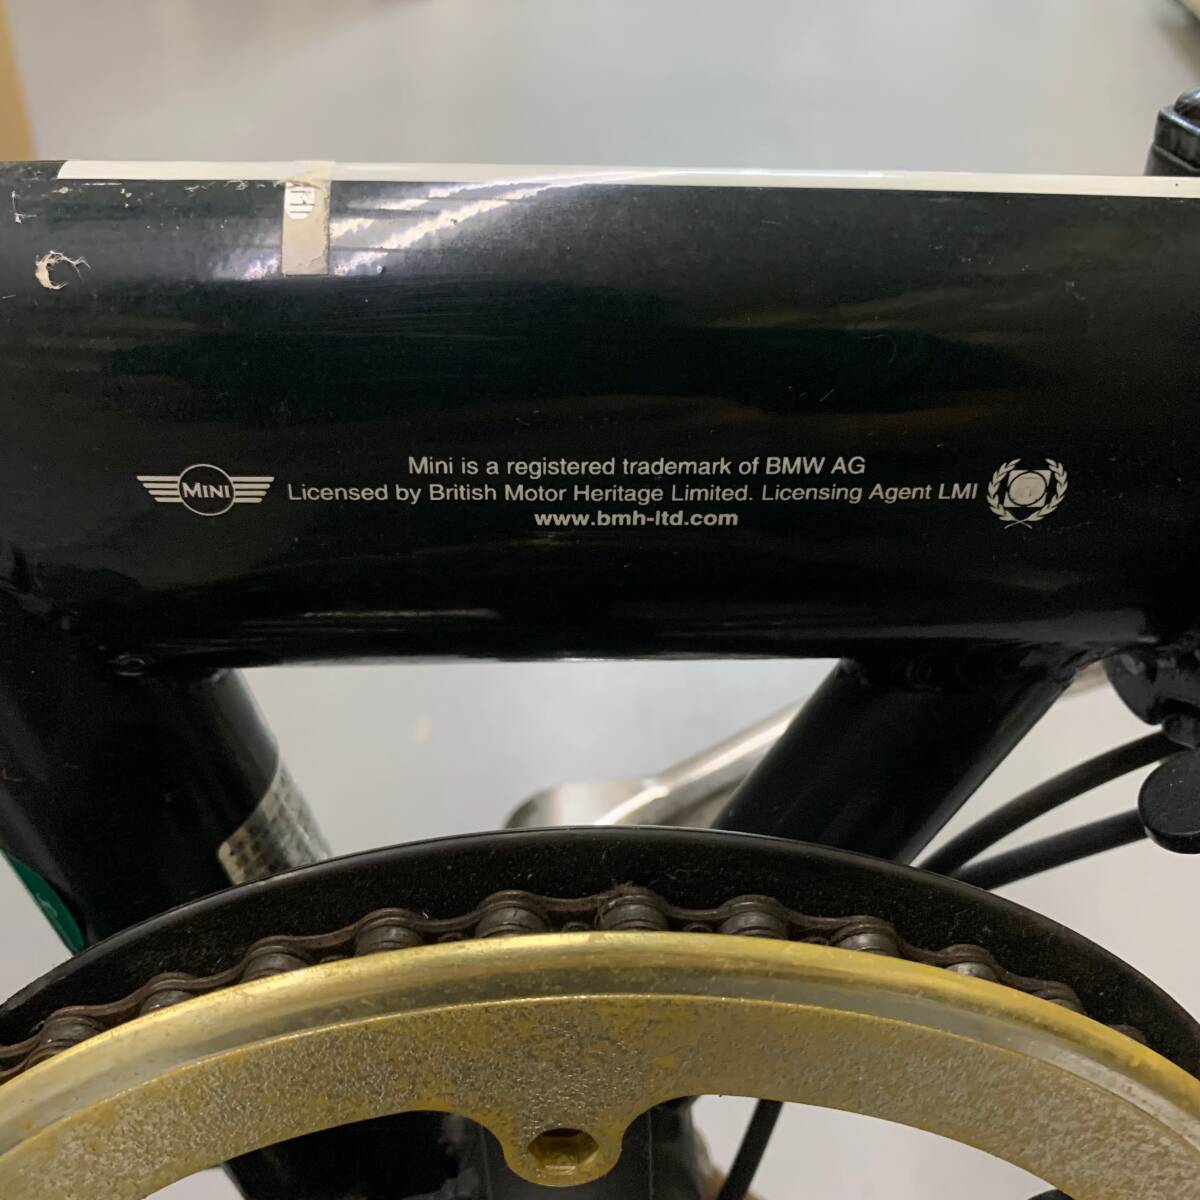 MINI
Mini is a registered trademark of BMW AG
Licensed by British Motor Heritage Limited. Licensing Agent LMI
www.bmh-ltd.com